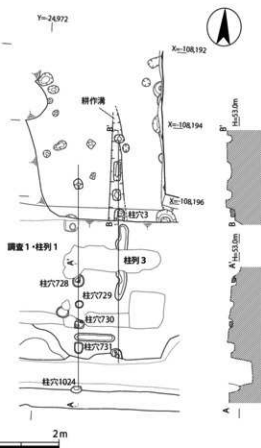 Y=-24,972
X=-108,192
耕作溝
X=-108,194
B'
X=-108,196
柱穴3
B
調査1・柱列1
A'
柱列 3
柱穴728
柱穴729
柱穴730
柱穴731
柱穴1024
A
2m
B'
H=53.0m
B
A'
H=53.0m
A